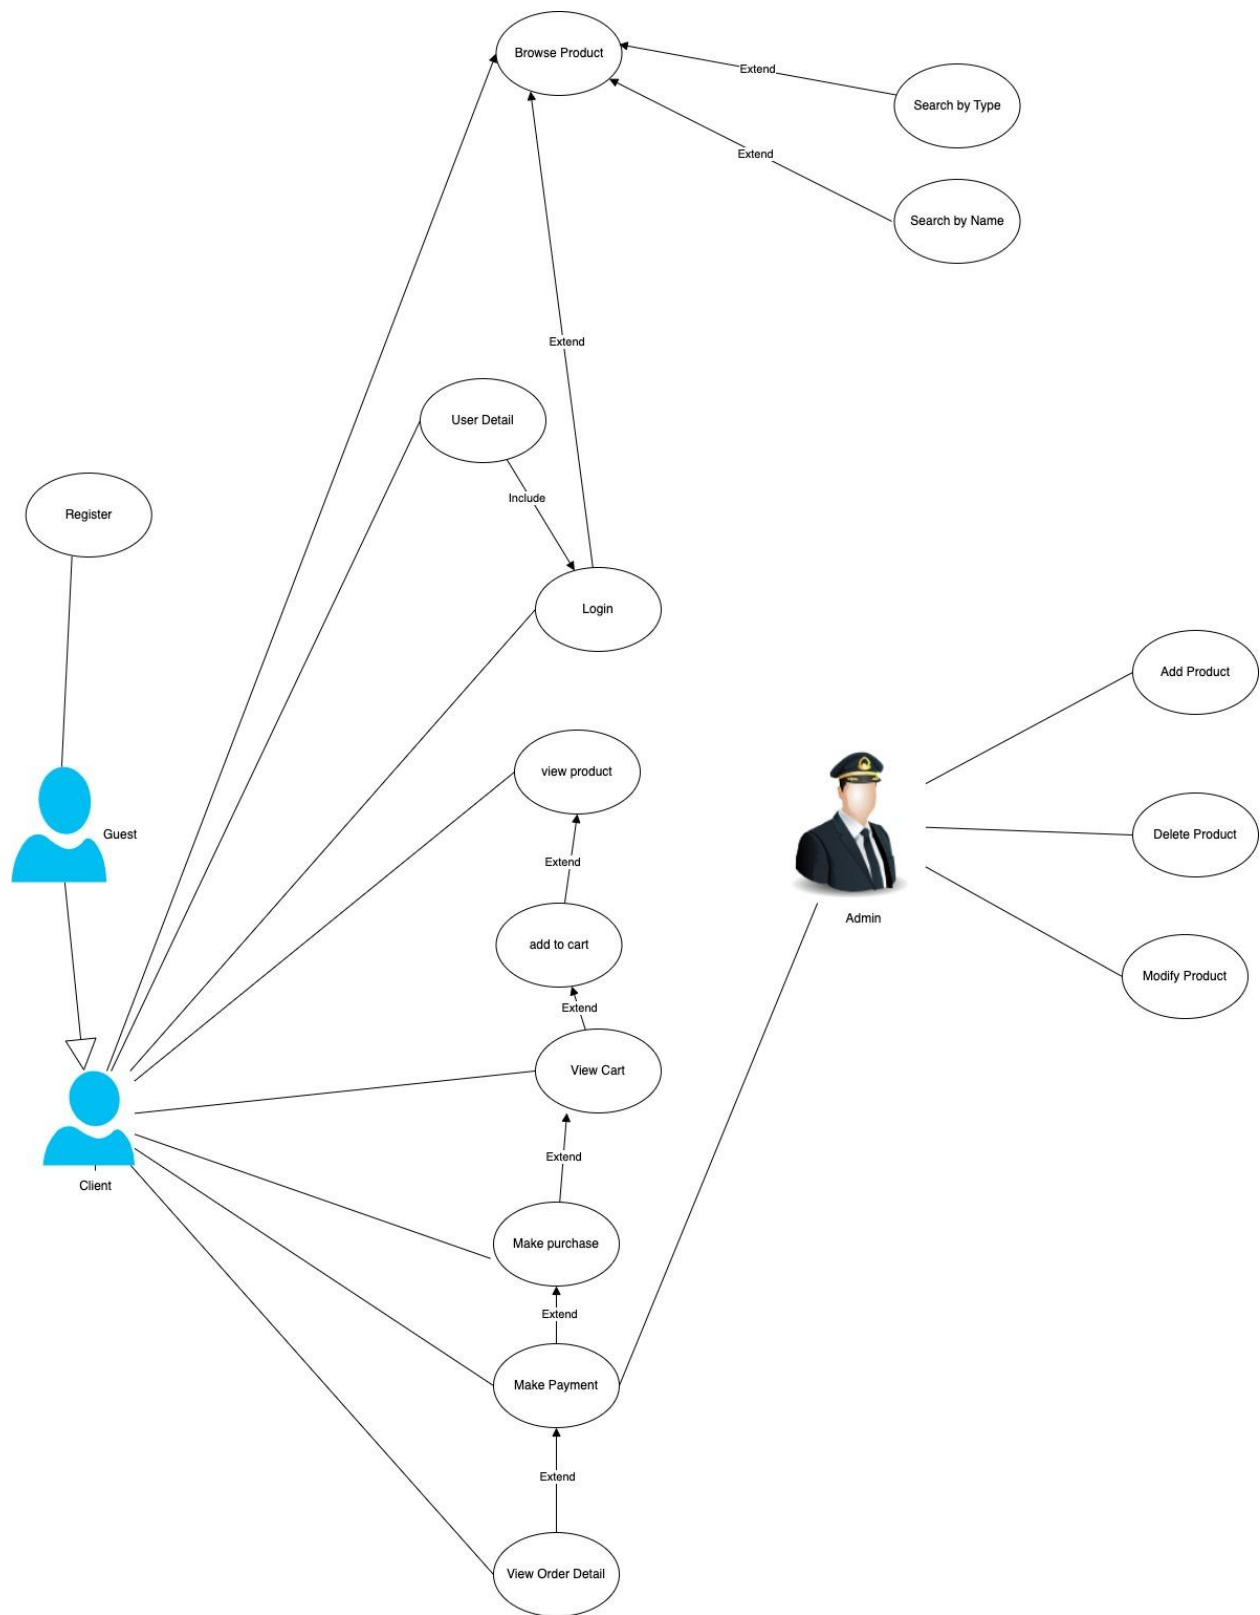 Browse Product
Extend
Search by Type
Extend
Search by Name
Extend
User Detail
Include
Register
Login
Add Product
view product
Delete Product
Guest
Extend
Admin
add to cart
Modify Product
Extend
View Cart
Extend
Client
Make purchase
Extend
Make Payment
Extend
View Order Detail